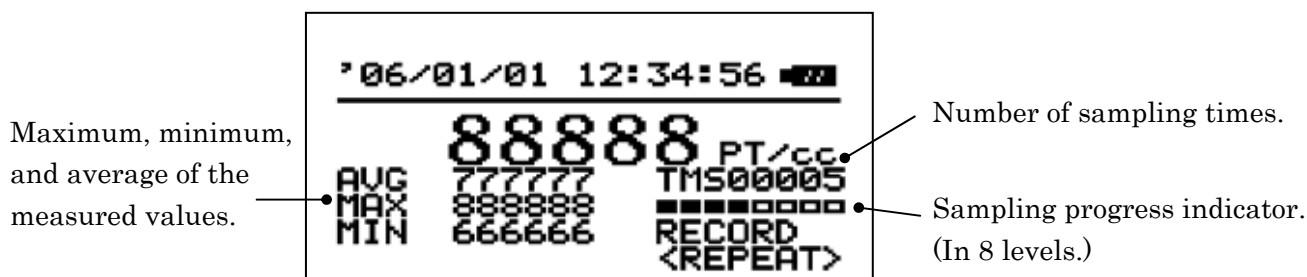 '06/01/01 12:34:56
88888 PT/cc
AVG 777777 TMS00005
MAX 888888
MIN 666666 RECORD
<REPEAT>
Maximum, minimum,
and average of the
measured values.
Number of sampling times.
Sampling progress indicator.
(In 8 levels.)